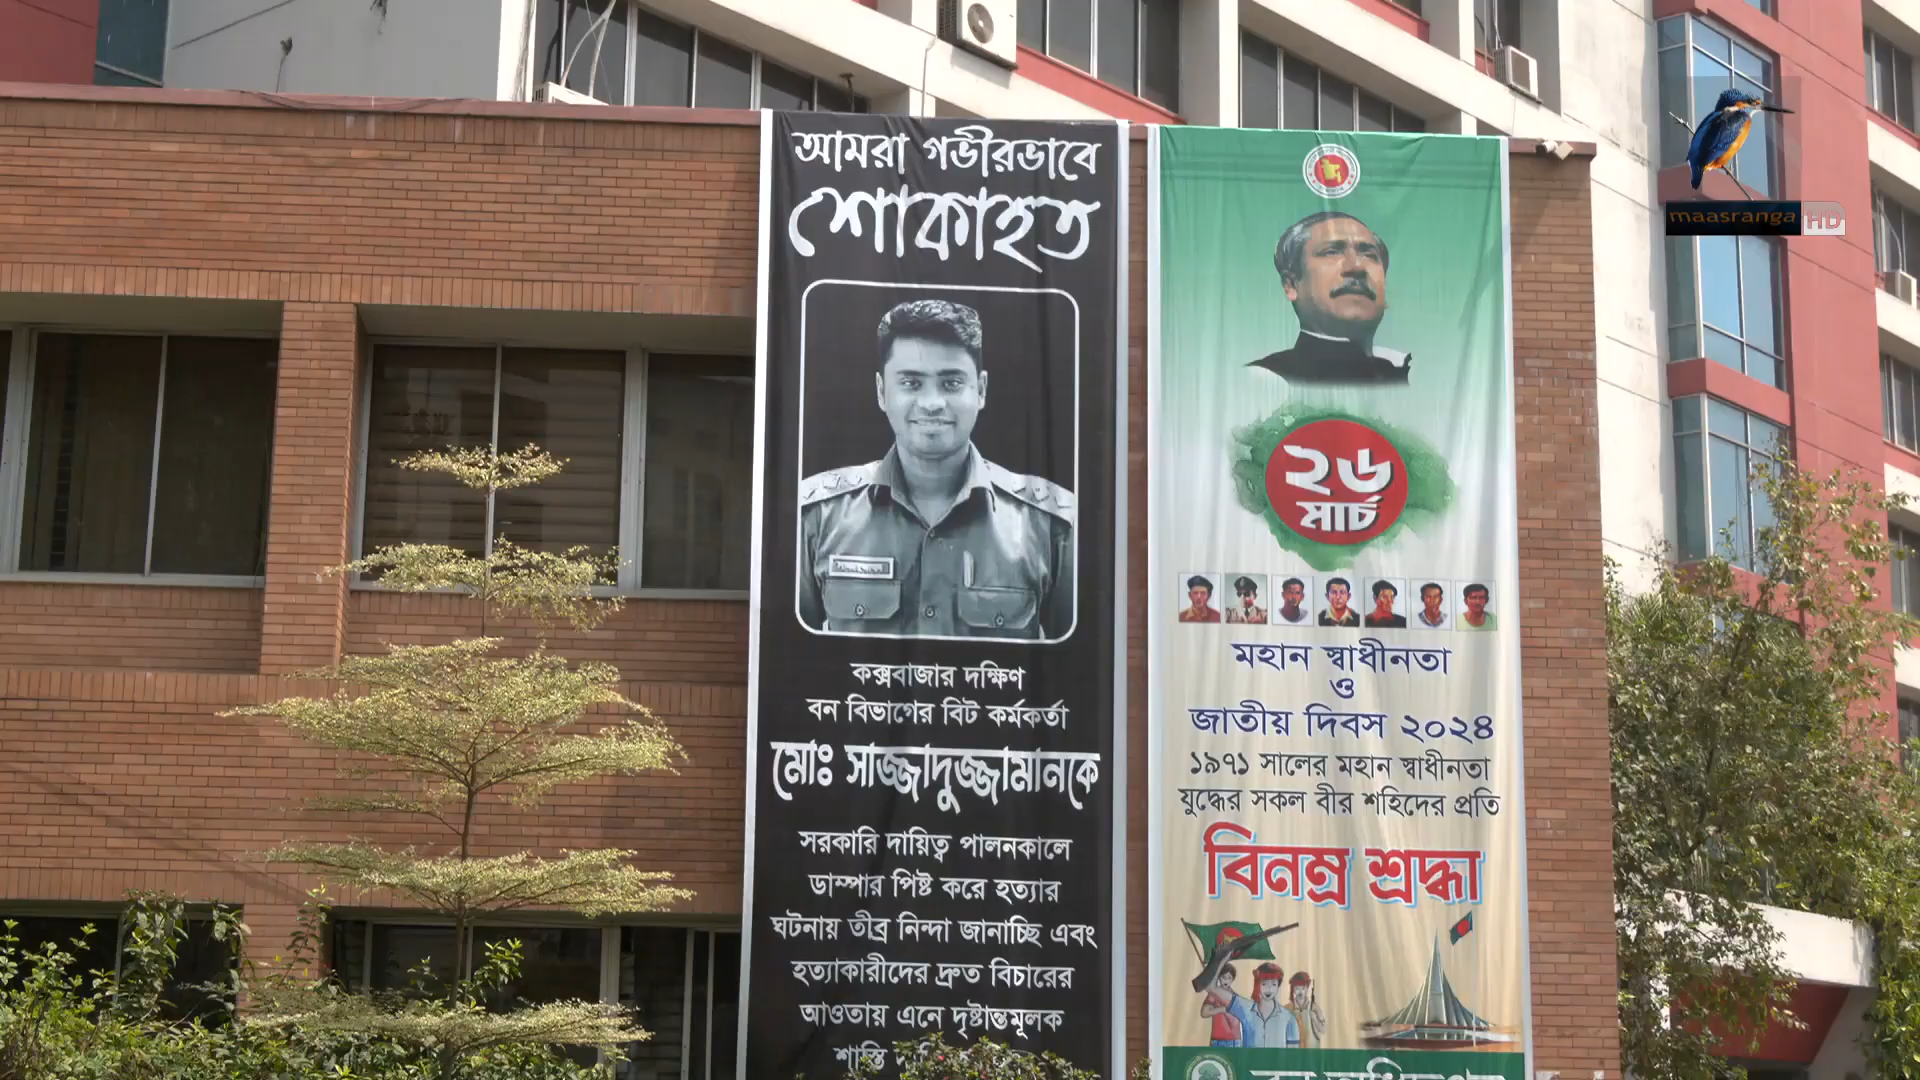 আমরা গভীরভাবে
শোকাহত
কক্সবাজার দক্ষিণ
বন বিভাগের বিট কর্মকর্তা
মোঃ সাজ্জাদুজ্জামানকে
সরকারি দায়িত্ব পালনকালে
ডাম্পার পিষ্ট করে হত্যার
ঘটনায় তীব্র নিন্দা জানাচ্ছি এবং
হত্যাকারীদের দ্রুত বিচারের
আওতায় এনে দৃষ্টান্তমূলক
শাস্তি
২৬
মার্চ
মহান স্বাধীনতা
ও
জাতীয় দিবস ২০২৪
১৯৭১ সালের মহান স্বাধীনতা
যুদ্ধের সকল বীর শহিদের প্রতি
বিনম্র শ্রদ্ধা
maasranga HD